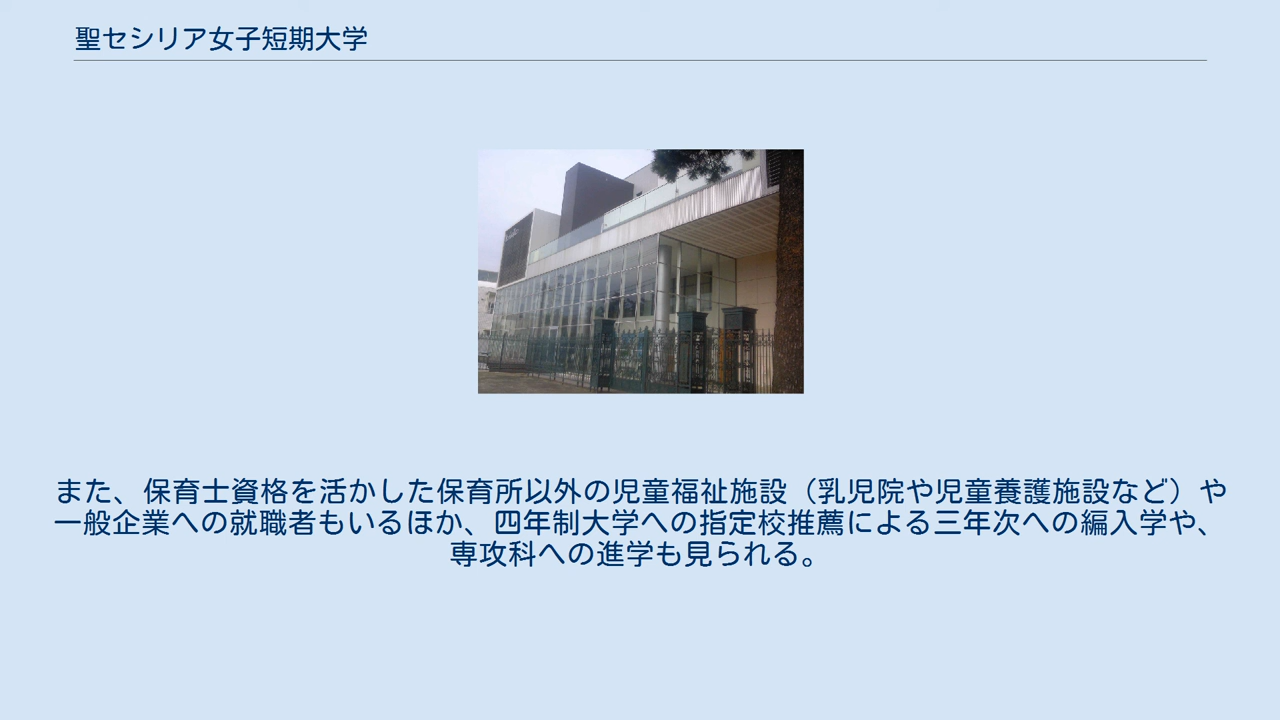 聖セシリア女子短期大学
また、保育士資格を活かした保育所以外の児童福祉施設（乳児院や児童養護施設など）や
一般企業への就職者もいるほか、四年制大学への指定校推薦による三年次への編入学や、
専攻科への進学も見られる。